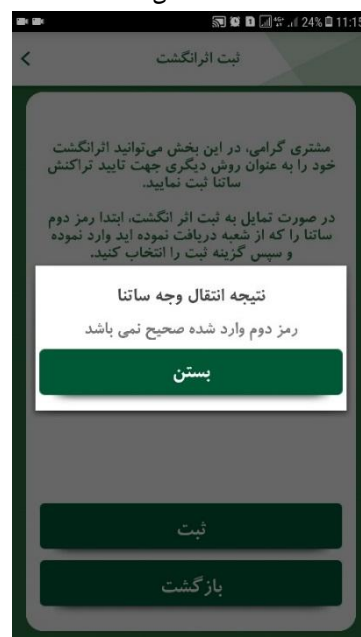 24% 11:15
ثبت اثرانگشت
مشتری گرامی، در این بخش می‌توانید اثرانگشت
خود را به عنوان روش دیگری جهت تایید تراکنش
ساتنا ثبت نمایید.
در صورت تمایل به ثبت اثر انگشت، ابتدا رمز دوم
ساتنا را که از شعبه دریافت نموده اید وارد نموده
و سپس گزینه ثبت را انتخاب کنید.
نتیجه انتقال وجه ساتنا
رمز دوم وارد شده صحیح نمی باشد
بستن
ثبت
بازگشت